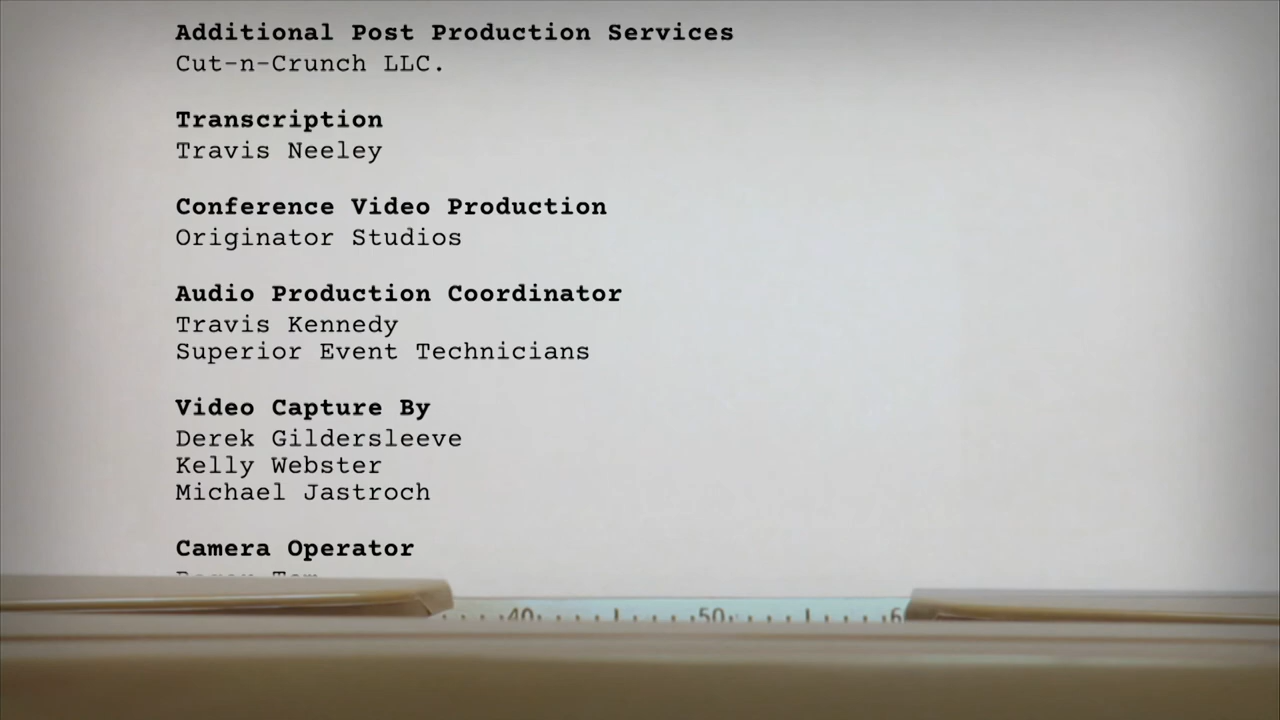 Additional Post Production Services
Cut-n-Crunch LLC.
Transcription
Travis Neeley
Conference Video Production
Originator Studios
Audio Production Coordinator
Travis Kennedy
Superior Event Technicians
Video Capture By
Derek Gildersleeve
Kelly Webster
Michael Jastroch
Camera Operator
40 50 6